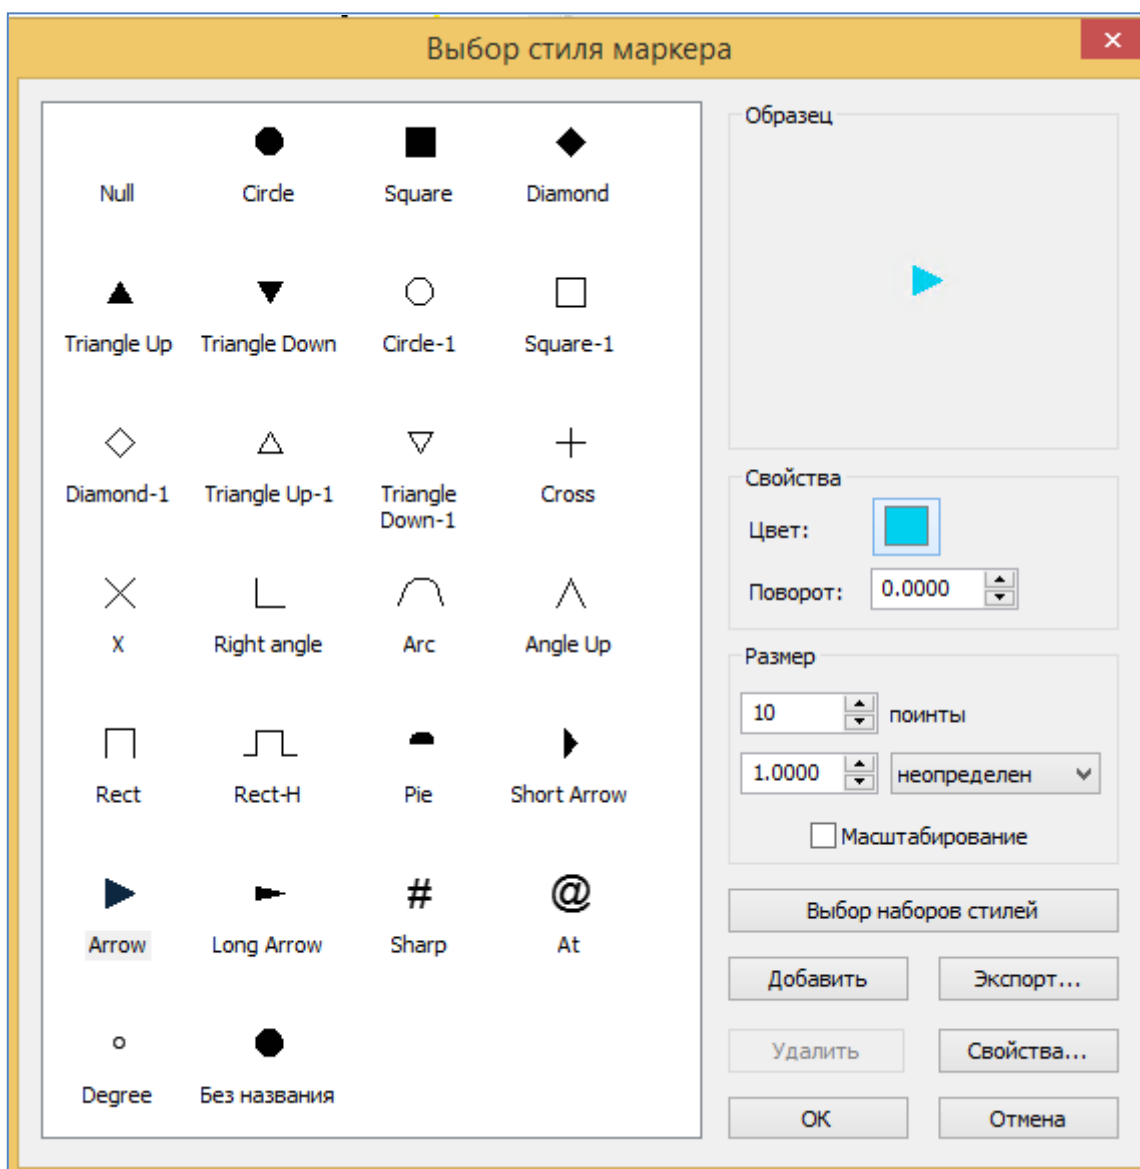 Выбор стиля маркера
Null Circle Square Diamond
Triangle Up Triangle Down Circle-1 Square-1
Diamond-1 Triangle Up-1 Triangle Down-1 Cross
X Right angle Arc Angle Up
Rect Rect-H Pie Short Arrow
# @
Arrow Long Arrow Sharp At
Degree Без названия
Образец
Свойства
Цвет:
Поворот: 0.0000
Размер
10 поинты
1.0000 неопределен
Масштабирование
Выбор наборов стилей
Добавить Экспорт...
Удалить Свойства...
ОК Отмена